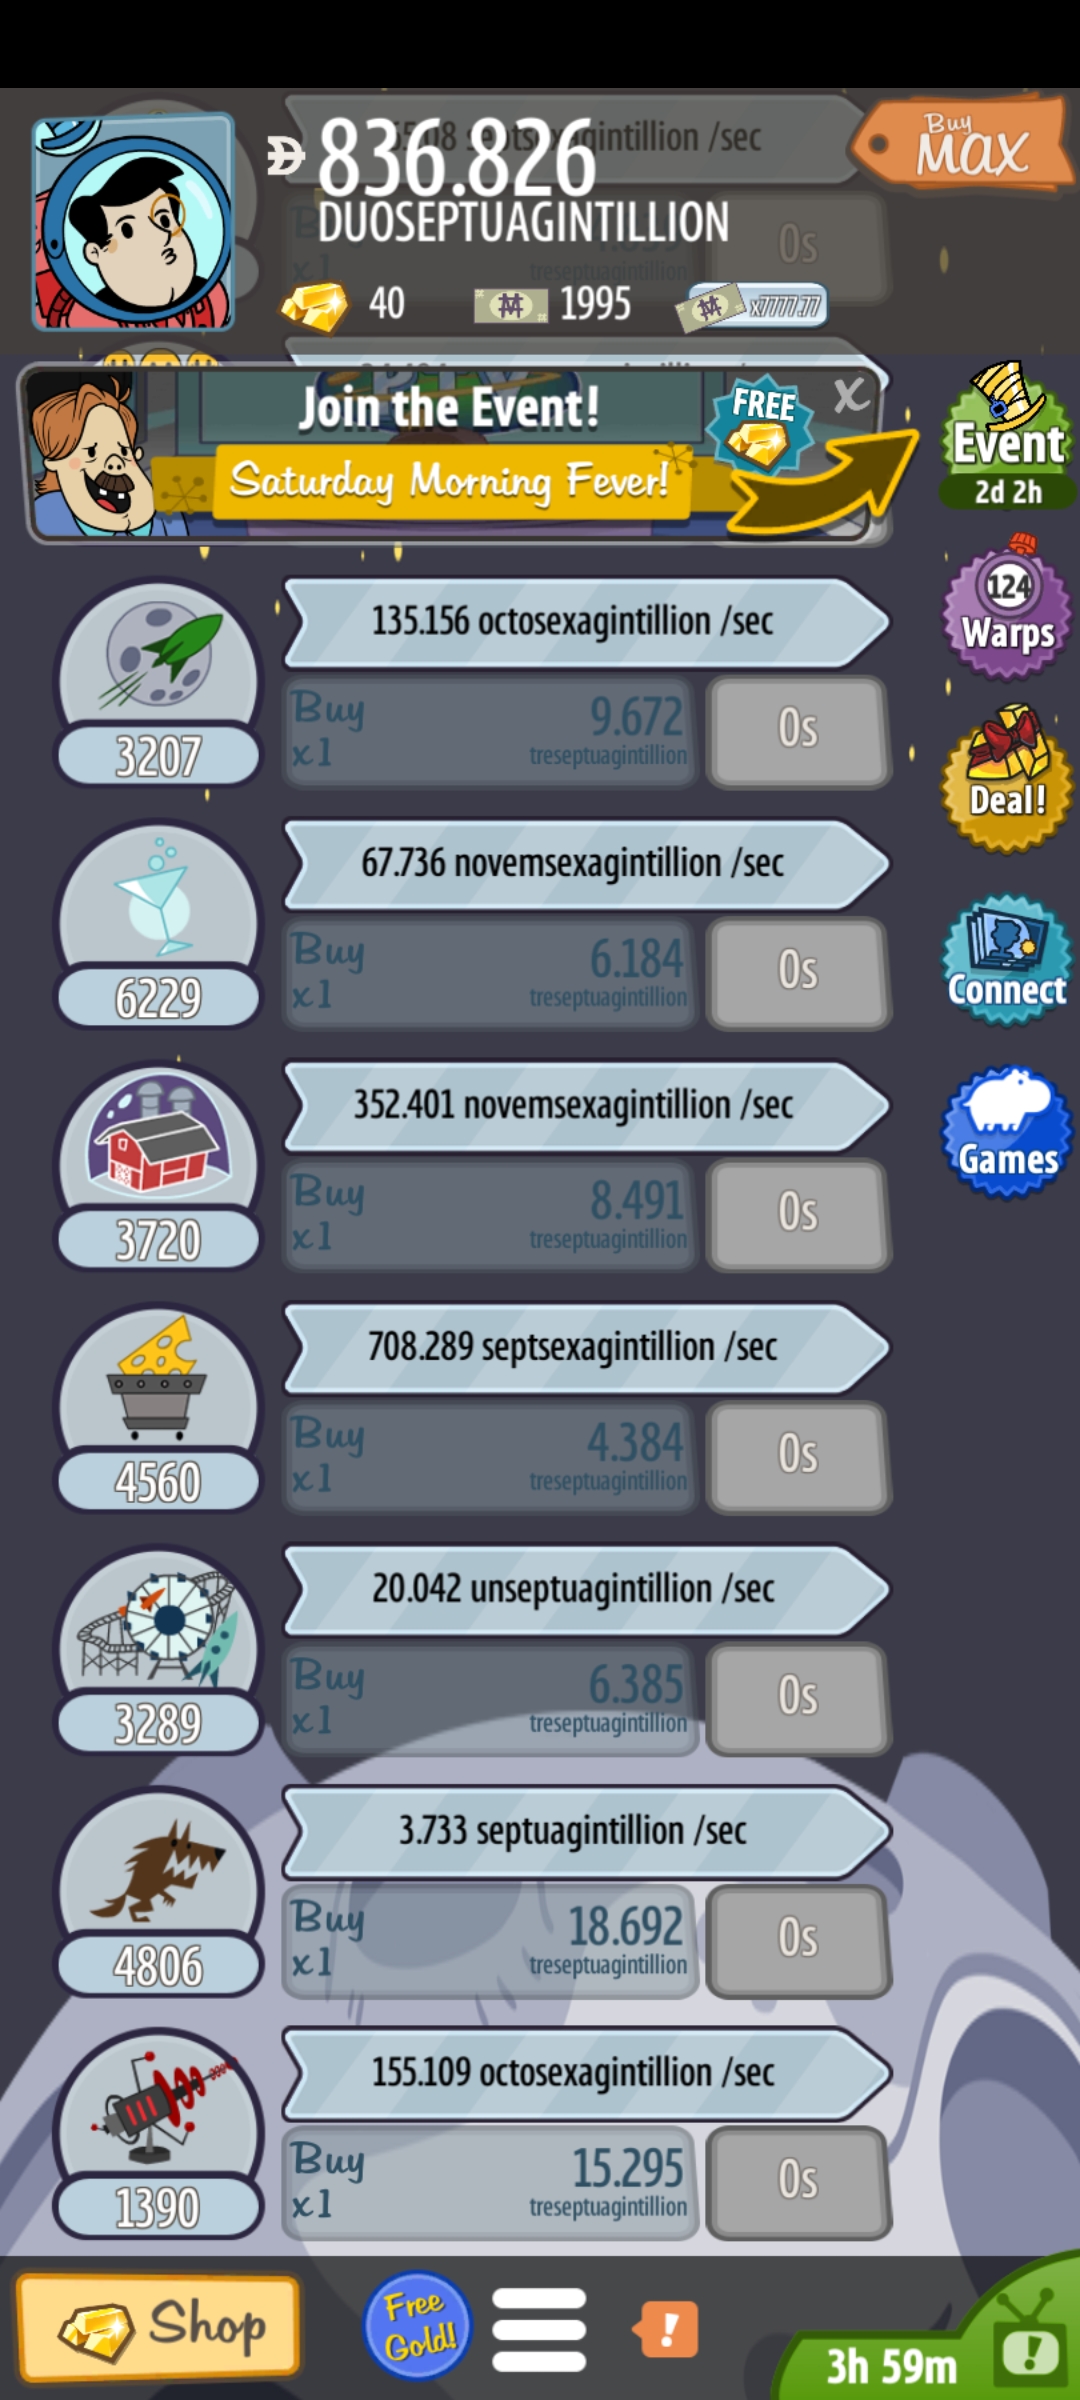 /sec
Buy
MAX
836.826
DUOSEPTUAGINTILLION
0s
x1
treseptuagintillion
40
1995
x7777.77
Join the Event!
FREE
X
Saturday Morning Fever!
Event
2d 2h
124
Warps
Deal!
Connect
Games
135.156 octosexagintillion /sec
Buy
x1
9.672
treseptuagintillion
0s
3207
67.736 novemsexagintillion /sec
Buy
x1
6.184
treseptuagintillion
0s
6229
352.401 novemsexagintillion /sec
Buy
x1
8.491
treseptuagintillion
0s
3720
708.289 septsexagintillion /sec
Buy
x1
4.384
treseptuagintillion
0s
4560
20.042 unseptuagintillion /sec
Buy
x1
6.385
treseptuagintillion
0s
3289
3.733 septuagintillion /sec
Buy
x1
18.692
treseptuagintillion
0s
4806
155.109 octosexagintillion /sec
Buy
x1
15.295
treseptuagintillion
0s
1390
Shop
Free
Gold!
!
3h 59m
!